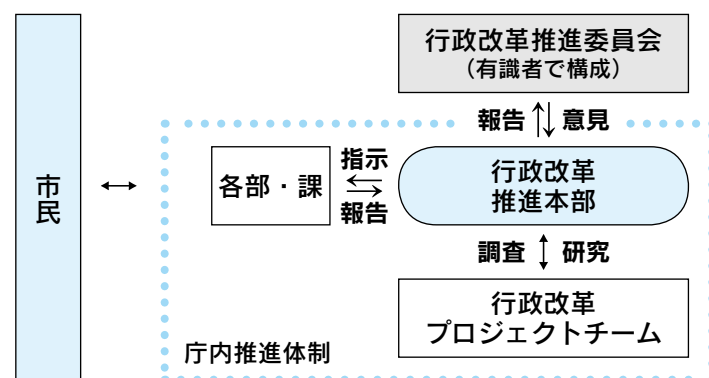 行政改革推進委員会
（有識者で構成）
報告
意見
市民
各部・課
指示
報告
行政改革
推進本部
調査
研究
行政改革
プロジェクトチーム
庁内推進体制